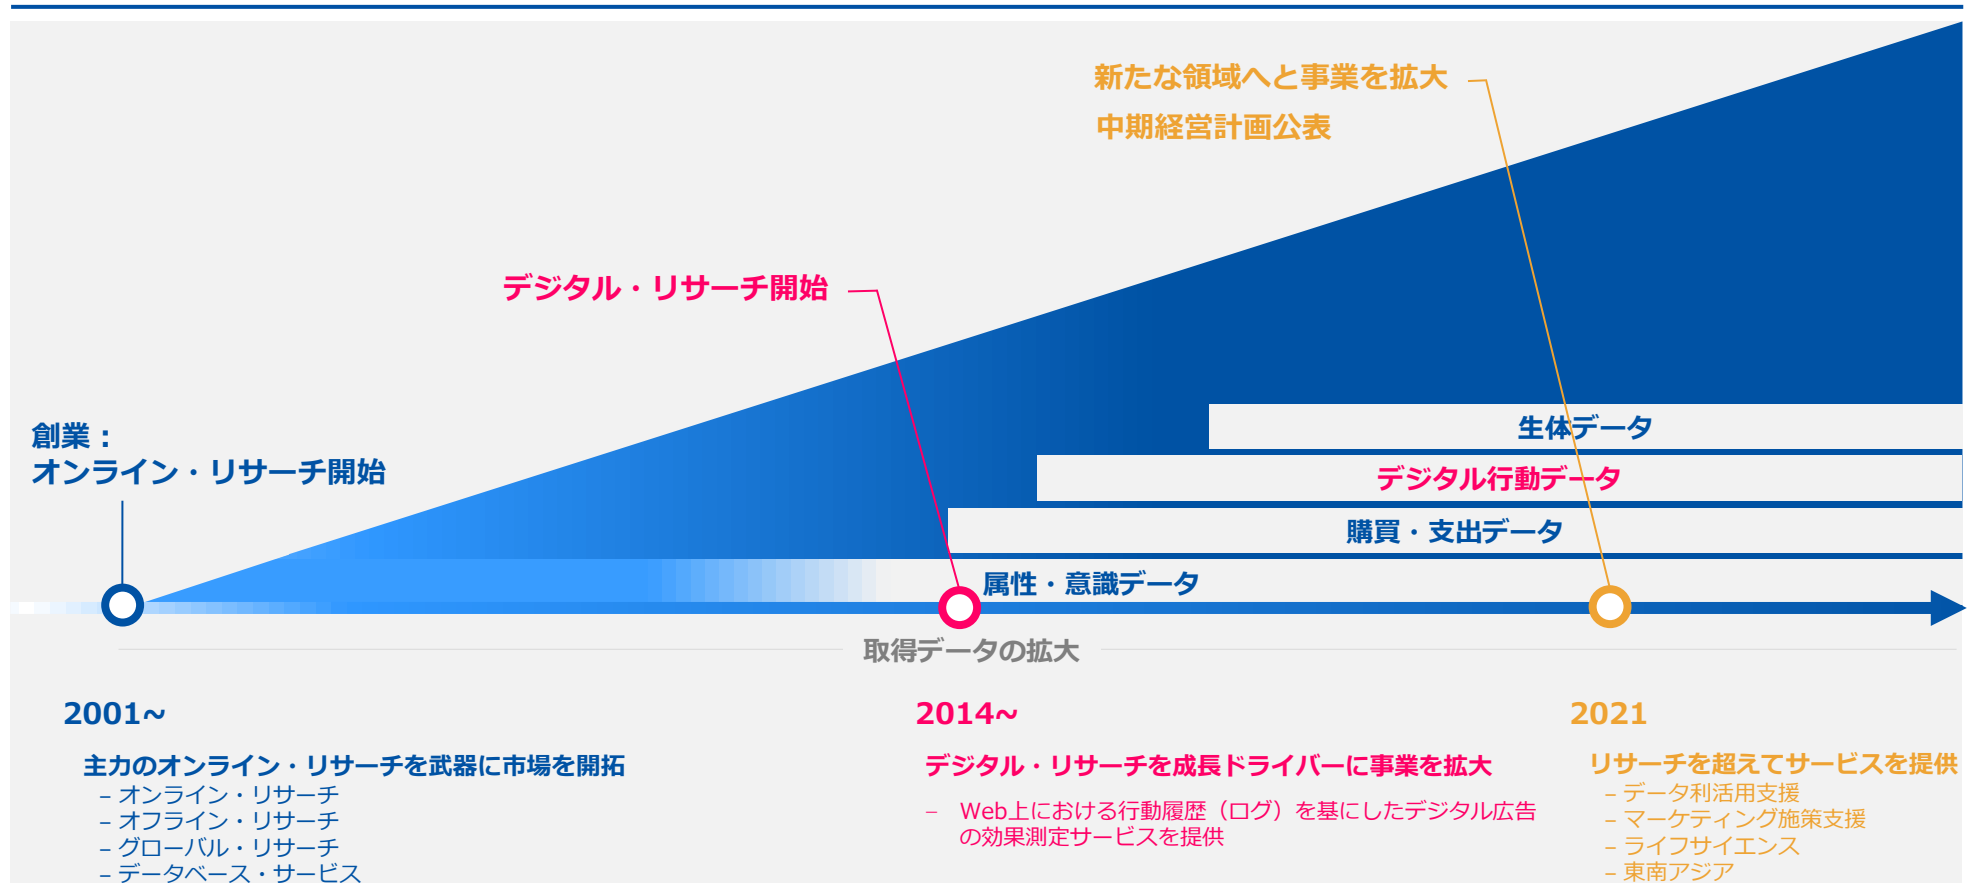 新たな領域へと事業を拡大
中期経営計画公表
デジタル・リサーチ開始
創業：
オンライン・リサーチ開始
生体データ
デジタル行動データ
購買・支出データ
属性・意識データ
取得データの拡大
2001~
主力のオンライン・リサーチを武器に市場を開拓
– オンライン・リサーチ
– オフライン・リサーチ
– グローバル・リサーチ
– データベース・サービス
2014~
デジタル・リサーチを成長ドライバーに事業を拡大
– Web上における行動履歴（ログ）を基にしたデジタル広告
の効果測定サービスを提供
2021
リサーチを超えてサービスを提供
– データ利活用支援
– マーケティング施策支援
– ライフサイエンス
– 東南アジア